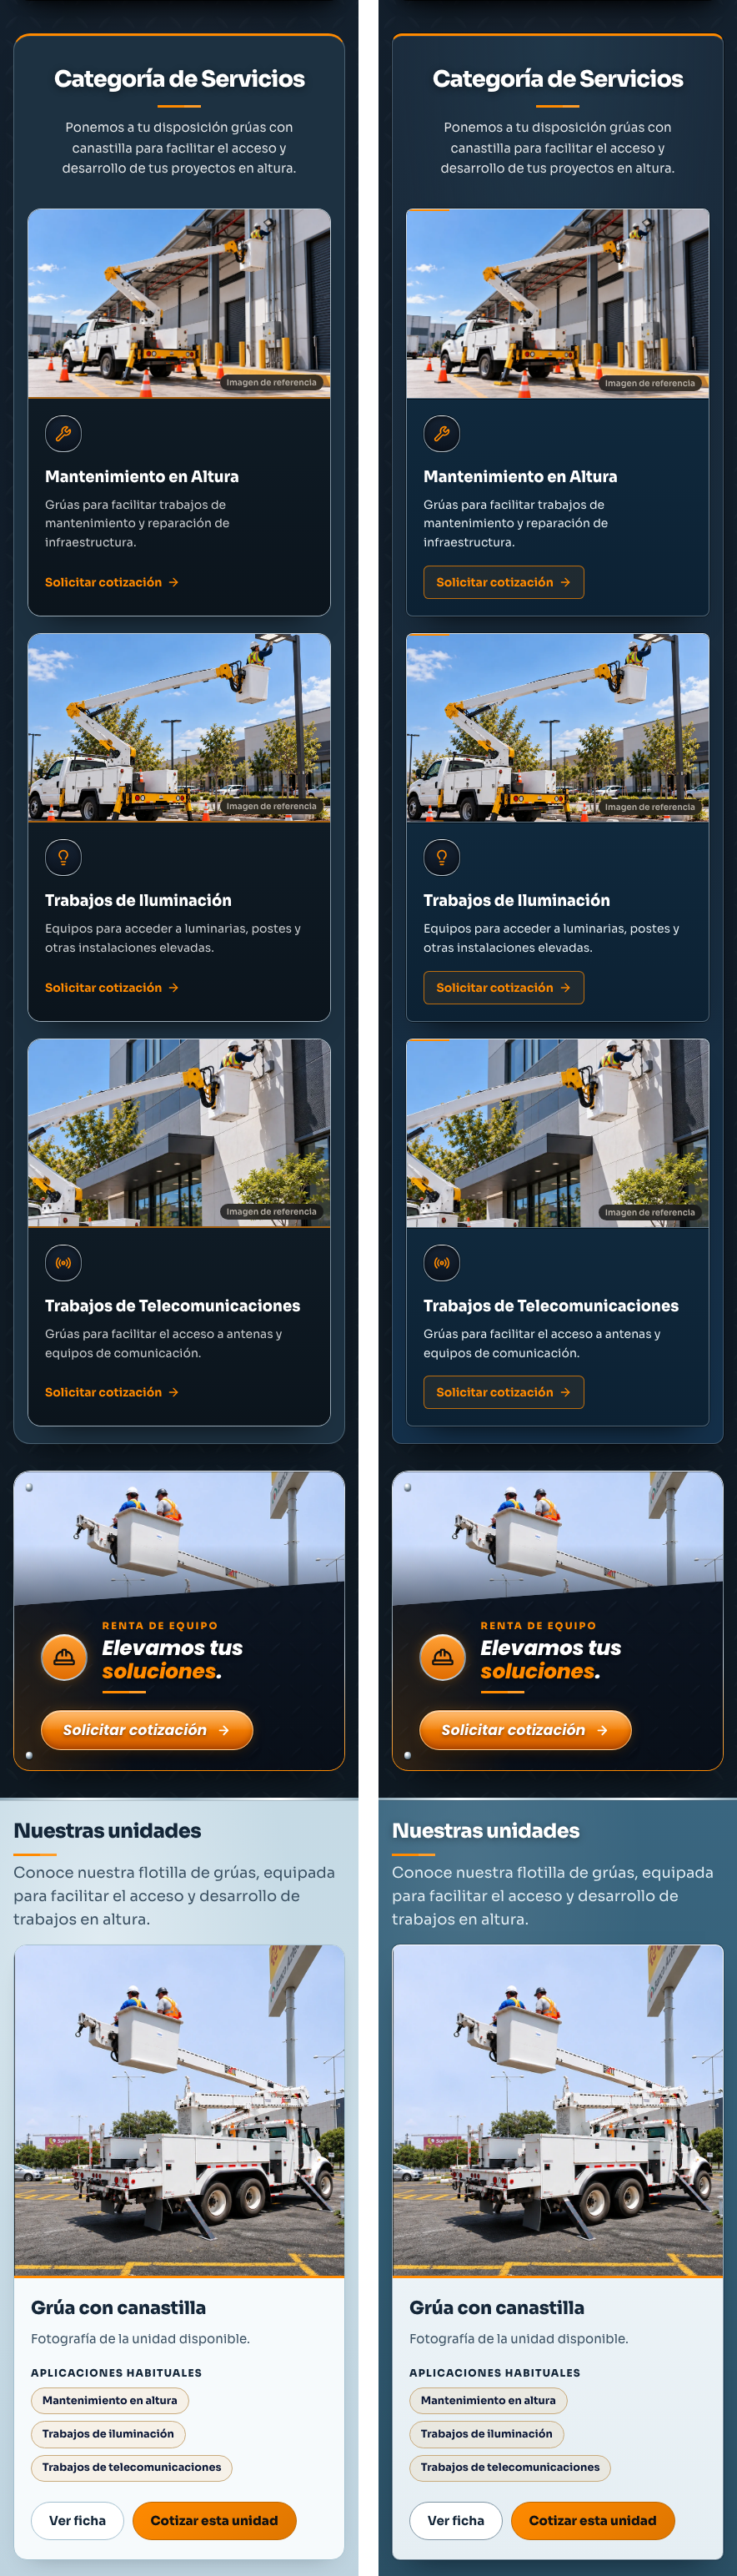 Categoría de Servicios
Ponemos a tu disposición grúas con
canastilla para facilitar el acceso y
desarrollo de tus proyectos en altura.
Imagen de referencia
Mantenimiento en Altura
Grúas para facilitar trabajos de
mantenimiento y reparación de
infraestructura.
Solicitar cotización →
Imagen de referencia
Trabajos de Iluminación
Equipos para acceder a luminarias, postes y
otras instalaciones elevadas.
Solicitar cotización →
Imagen de referencia
Trabajos de Telecomunicaciones
Grúas para facilitar el acceso a antenas y
equipos de comunicación.
Solicitar cotización →
RENTA DE EQUIPO
Elevamos tus
soluciones.
Solicitar cotización →
Nuestras unidades
Conoce nuestra flotilla de grúas, equipada
para facilitar el acceso y desarrollo de
trabajos en altura.
Grúa con canastilla
Fotografía de la unidad disponible.
APLICACIONES HABITUALES
Mantenimiento en altura
Trabajos de iluminación
Trabajos de telecomunicaciones
Ver ficha
Cotizar esta unidad
Categoría de Servicios
Ponemos a tu disposición grúas con
canastilla para facilitar el acceso y
desarrollo de tus proyectos en altura.
Imagen de referencia
Mantenimiento en Altura
Grúas para facilitar trabajos de
mantenimiento y reparación de
infraestructura.
Solicitar cotización →
Imagen de referencia
Trabajos de Iluminación
Equipos para acceder a luminarias, postes y
otras instalaciones elevadas.
Solicitar cotización →
Imagen de referencia
Trabajos de Telecomunicaciones
Grúas para facilitar el acceso a antenas y
equipos de comunicación.
Solicitar cotización →
RENTA DE EQUIPO
Elevamos tus
soluciones.
Solicitar cotización →
Nuestras unidades
Conoce nuestra flotilla de grúas, equipada
para facilitar el acceso y desarrollo de
trabajos en altura.
Grúa con canastilla
Fotografía de la unidad disponible.
APLICACIONES HABITUALES
Mantenimiento en altura
Trabajos de iluminación
Trabajos de telecomunicaciones
Ver ficha
Cotizar esta unidad